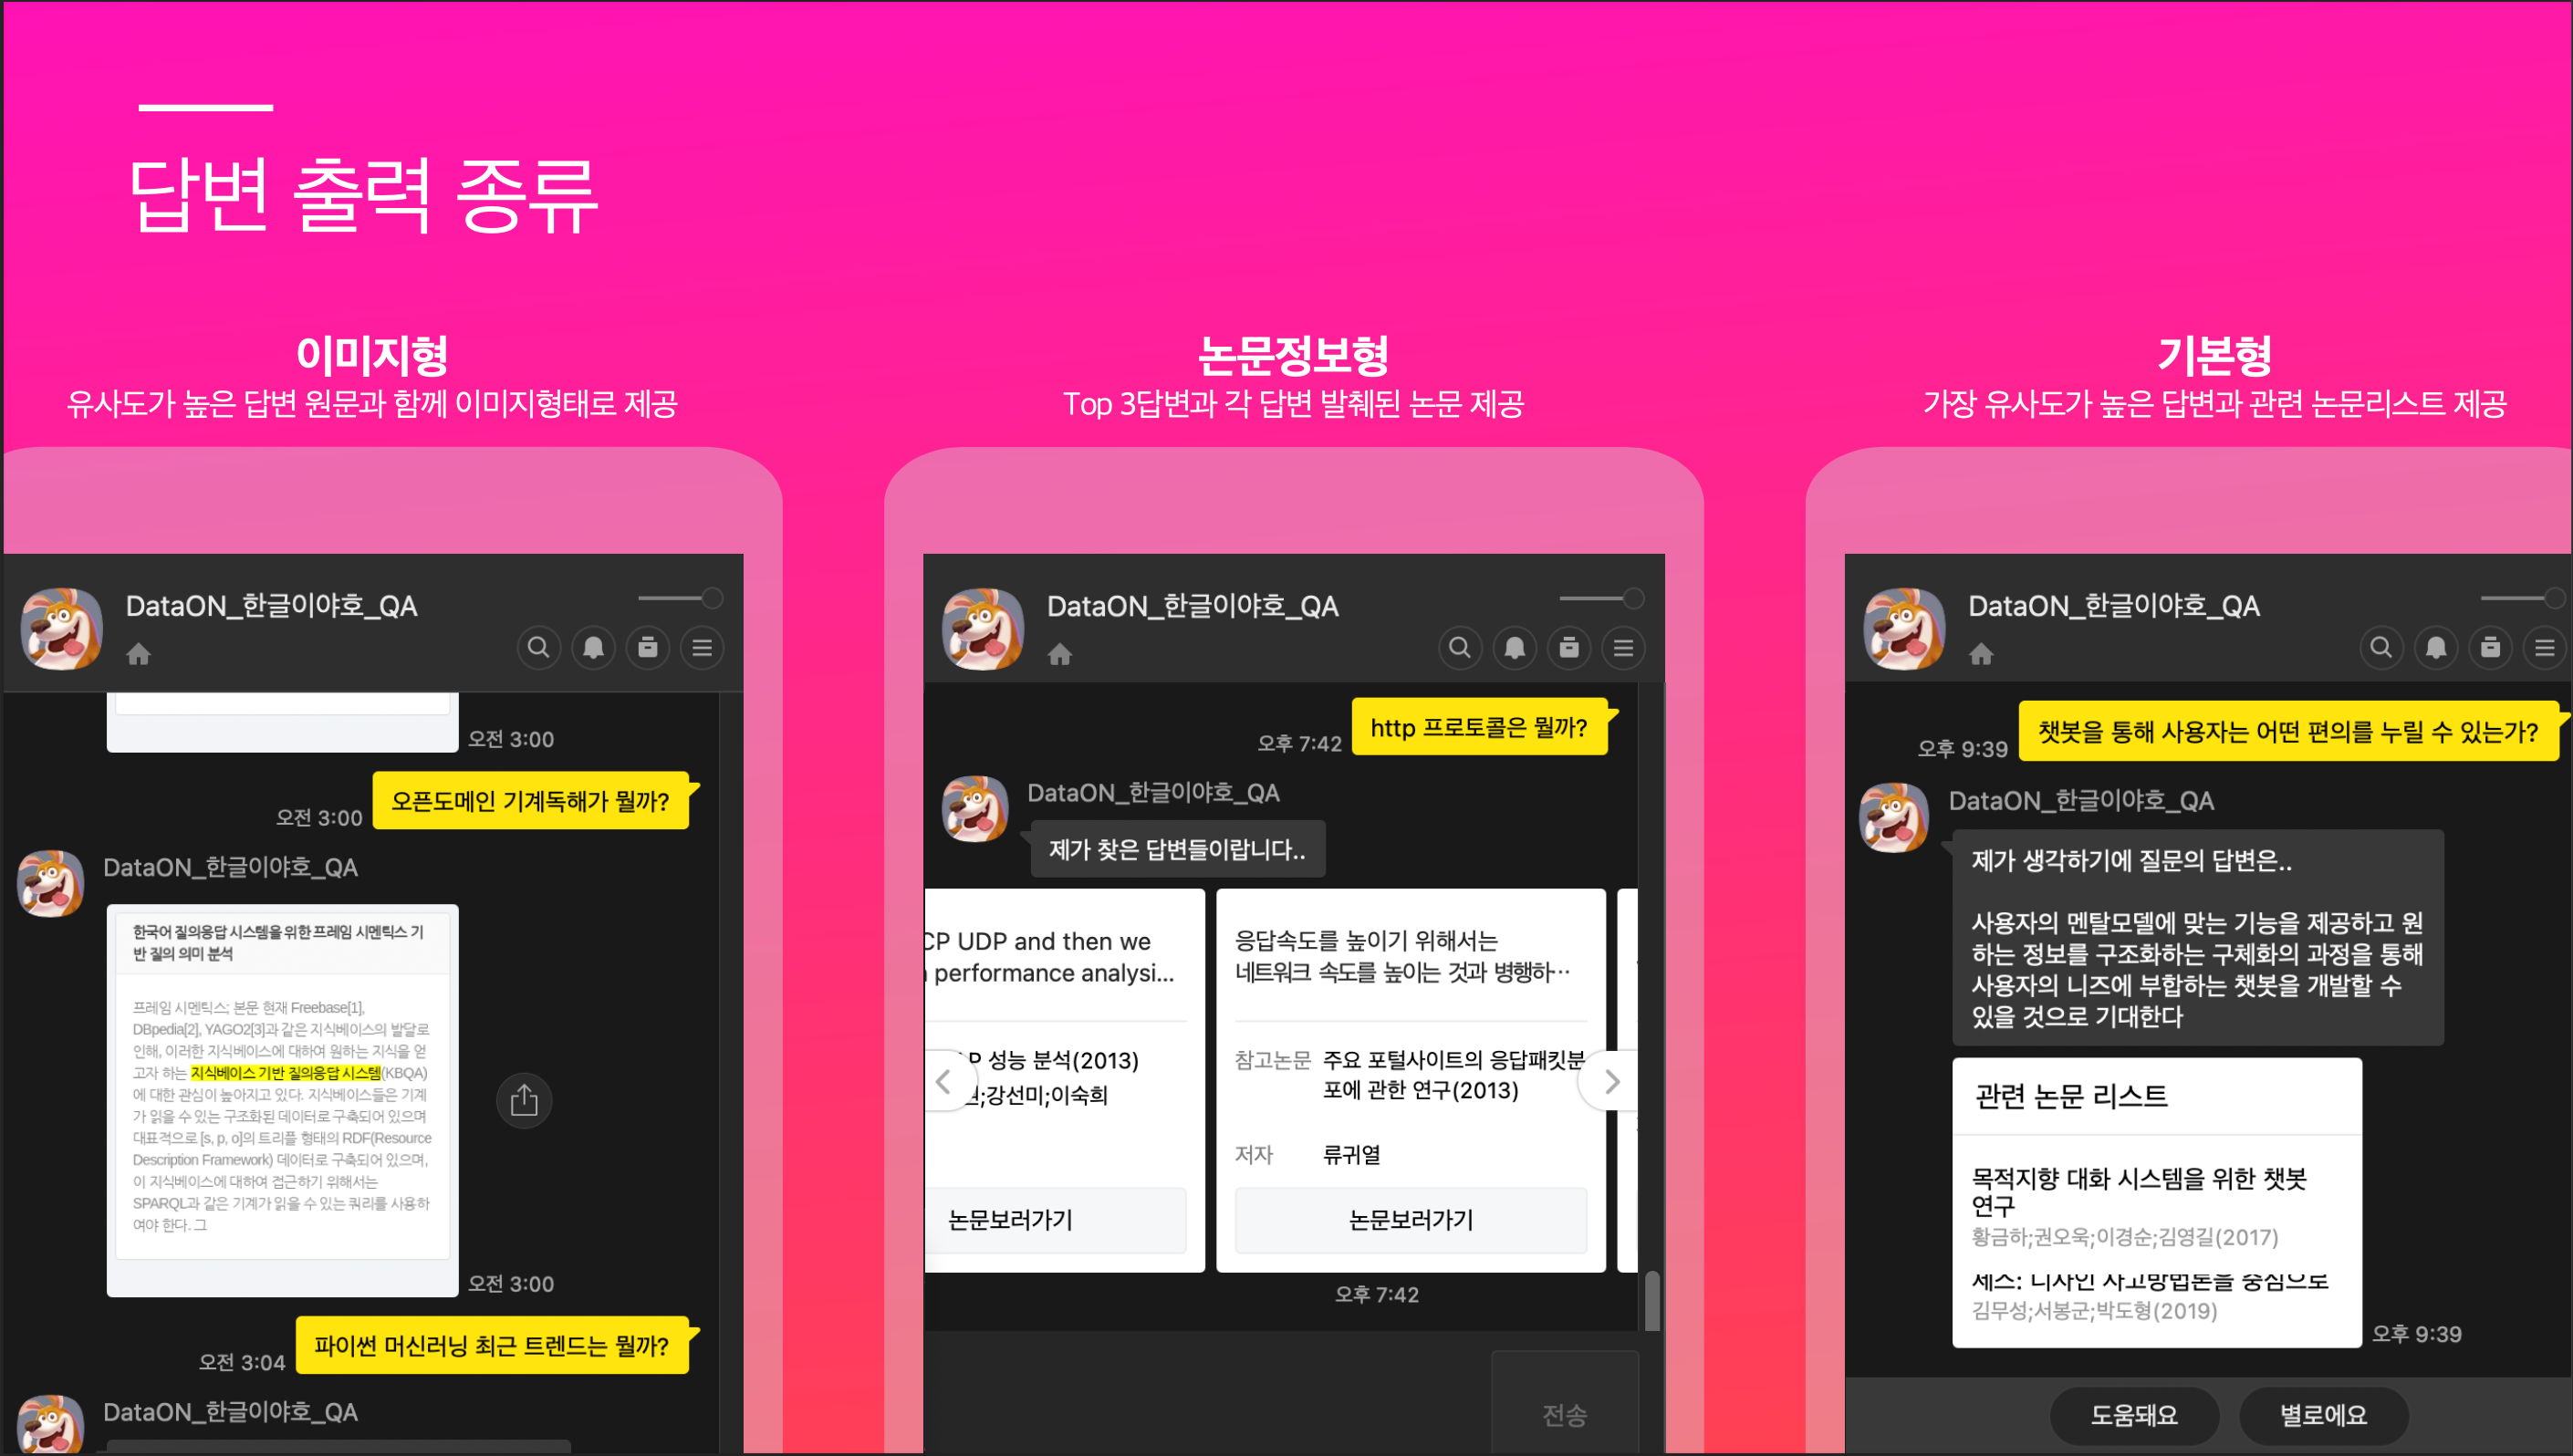 답변 출력 종류
이미지형
유사도가 높은 답변 원문과 함께 이미지형태로 제공
DataON_한글이야호_QA
오전 3:00
오픈도메인 기계독해가 뭘까?
오전 3:00
DataON_한글이야호_QA
한국어 질의응답 시스템을 위한 프레임 시멘틱스 기
반 질의 의미 분석
프레임 시멘틱스; 본문 현재 Freebase[1],
DBpedia[2], YAGO2[3]과 같은 지식베이스의 발달로
인해, 이러한 지식베이스에 대하여 원하는 지식을 얻
고자 하는 지식베이스 기반 질의응답 시스템(KBQA)
에 대한 관심이 높아지고 있다. 지식베이스들은 기계
가 읽을 수 있는 구조화된 데이터로 구축되어 있으며
대표적으로 [s, p, o]의 트리플 형태의 RDF(Resource
Description Framework) 데이터로 구축되어 있으며,
이 지식베이스에 대하여 접근하기 위해서는
SPARQL과 같은 기계가 읽을 수 있는 쿼리를 사용하
여야 한다. 그
오전 3:00
파이썬 머신러닝 최근 트렌드는 뭘까?
오전 3:04
DataON_한글이야호_QA
논문정보형
Top 3답변과 각 답변 발췌된 논문 제공
DataON_한글이야호_QA
http 프로토콜은 뭘까?
오후 7:42
DataON_한글이야호_QA
제가 찾은 답변들이랍니다..
CP UDP and then we
performance analysi...
P 성능 분석(2013)
;강선미;이숙희
논문보러가기
응답속도를 높이기 위해서는
네트워크 속도를 높이는 것과 병행하…
참고논문 주요 포털사이트의 응답패킷분
포에 관한 연구(2013)
저자 류귀열
논문보러가기
오후 7:42
전송
기본형
가장 유사도가 높은 답변과 관련 논문리스트 제공
DataON_한글이야호_QA
챗봇을 통해 사용자는 어떤 편의를 누릴 수 있는가?
오후 9:39
DataON_한글이야호_QA
제가 생각하기에 질문의 답변은..
사용자의 멘탈모델에 맞는 기능을 제공하고 원
하는 정보를 구조화하는 구체화의 과정을 통해
사용자의 니즈에 부합하는 챗봇을 개발할 수
있을 것으로 기대한다
관련 논문 리스트
목적지향 대화 시스템을 위한 챗봇
연구
황금하;권오욱;이경순;김영길(2017)
세스: 디자인 사고방법론을 중심으로
김무성;서봉군;박도형(2019)
오후 9:39
도움돼요
별로에요